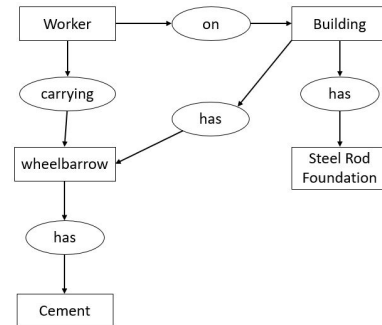 Worker
on
Building
carrying
has
has
wheelbarrow
Steel Rod
Foundation
has
Cement